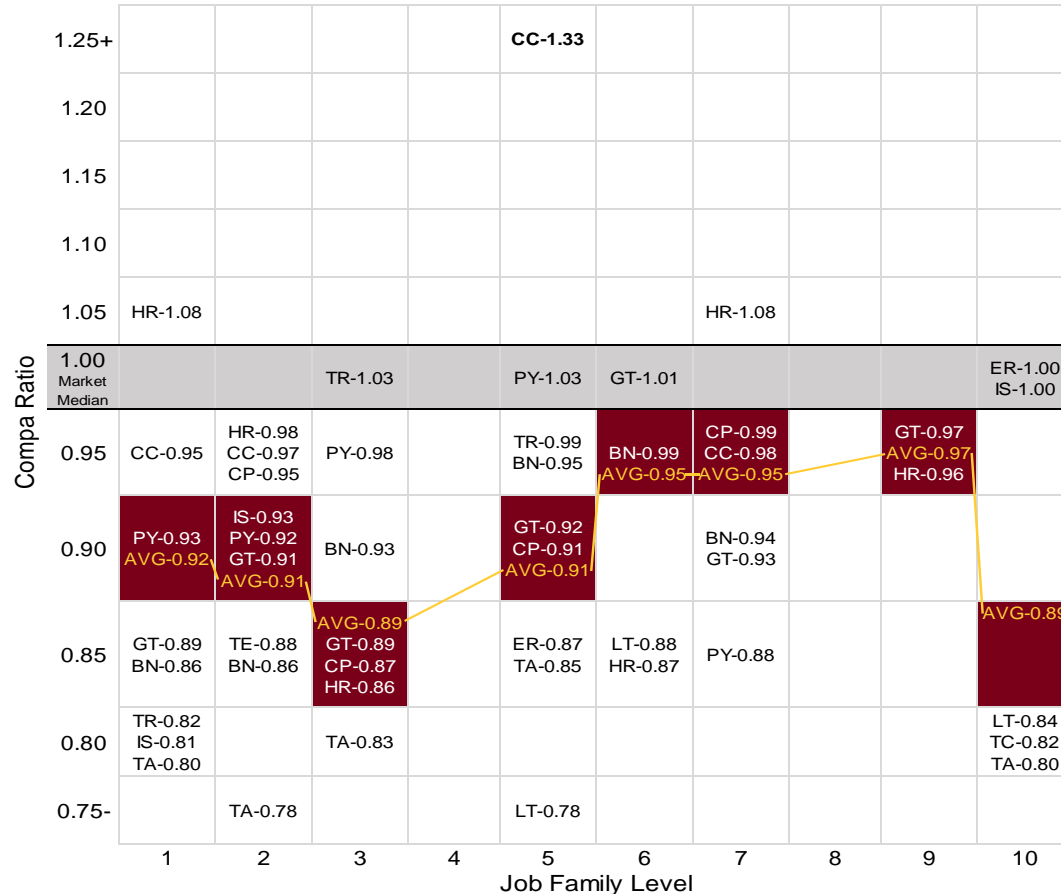 1.25+
CC-1.33
1.20
1.15
1.10
1.05
HR-1.08
HR-1.08
Compa Ratio
1.00
Market
Median
TR-1.03
PY-1.03
GT-1.01
ER-1.00
IS-1.00
0.95
CC-0.95
HR-0.98
CC-0.97
CP-0.95
PY-0.98
TR-0.99
BN-0.95
BN-0.99
AVG-0.95
CP-0.99
CC-0.98
AVG-0.95
GT-0.97
AVG-0.97
HR-0.96
0.90
PY-0.93
AVG-0.92
IS-0.93
PY-0.92
GT-0.91
AVG-0.91
BN-0.93
GT-0.92
CP-0.91
AVG-0.91
BN-0.94
GT-0.93
0.85
GT-0.89
BN-0.86
TE-0.88
BN-0.86
AVG-0.89
GT-0.89
CP-0.87
HR-0.86
ER-0.87
TA-0.85
LT-0.88
HR-0.87
PY-0.88
AVG-0.89
0.80
TR-0.82
IS-0.81
TA-0.80
TA-0.83
LT-0.84
TC-0.82
TA-0.80
0.75-
TA-0.78
LT-0.78
1 2 3 4 5 6 7 8 9 10
Job Family Level